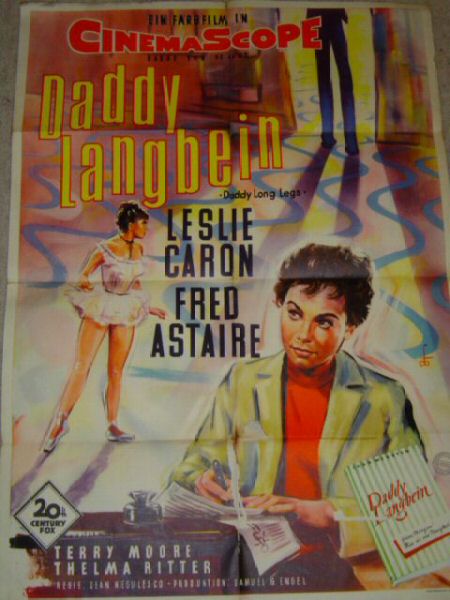 EIN FARBFILM IN
CINEMASCOPE
Daddy
Langbein
-Daddy Long Legs-
LESLIE
CARON
FRED
ASTAIRE
Daddy
Langbein
20th
CENTURY
FOX
TERRY MOORE
THELMA RITTER
REGIE: JEAN NEGULESCO - PRODUKTION: SAMUEL G ENGEL